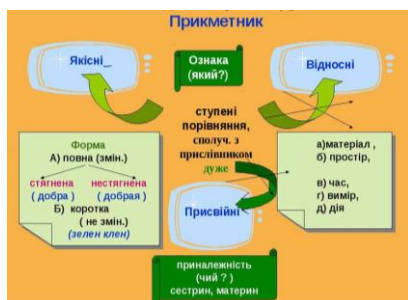 Прикметник
Якісні_
Ознака
(який?)
Відносні
ступені
порівняння,
сполуч. з
прислівником
дуже
Форма
А) повна (змін.)
стягнена нестягнена
( добра ) ( добрая )
Б) коротка
( не змін.)
(зелен клен)
а)матеріал ,
б) простір,
в) час,
г) вимір,
д) дія
Присвійні
приналежність
(чий ? )
сестрин, материн